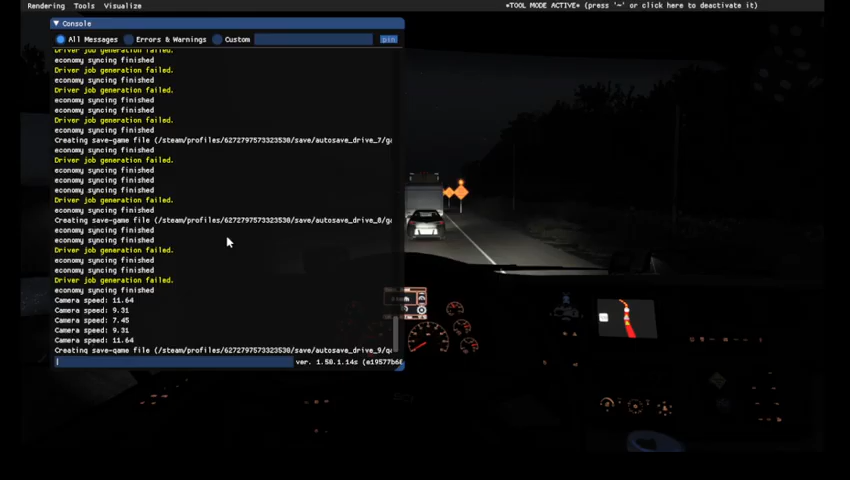 Rendering Tools Visualize
*TOOL MODE ACTIVE* (press '~' or click here to deactivate it)
Console
All Messages Errors & Warnings Custom pin
Driver job generation failed.
economy syncing finished
Driver job generation failed.
economy syncing finished
Driver job generation failed.
economy syncing finished
economy syncing finished
Driver job generation failed.
economy syncing finished
Creating save-game file (/steam/profiles/6272797573323530/save/autosave_drive_7/ga
economy syncing finished
Driver job generation failed.
economy syncing finished
economy syncing finished
economy syncing finished
Driver job generation failed.
economy syncing finished
Creating save-game file (/steam/profiles/6272797573323530/save/autosave_drive_8/ga
economy syncing finished
economy syncing finished
Driver job generation failed.
economy syncing finished
economy syncing finished
Driver job generation failed.
economy syncing finished
Camera speed: 11.64
Camera speed: 9.31
Camera speed: 7.45
Camera speed: 9.31
Camera speed: 11.64
Creating save-game file (/steam/profiles/6272797573323530/save/autosave_drive_9/ga
ver. 1.50.1.14s (e19577b6